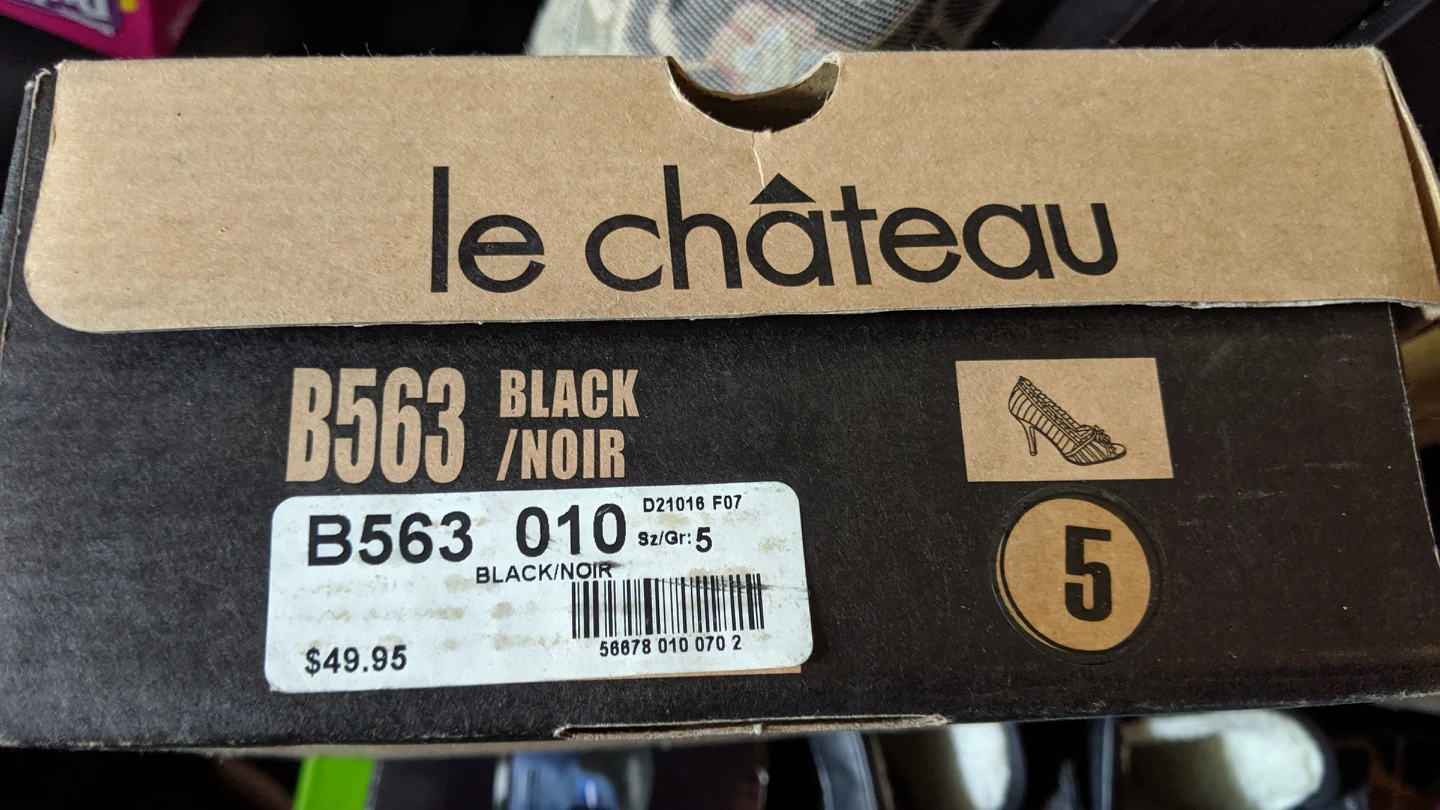 le château
B563 BLACK
/NOIR
B563 010 D21016 F07
Sz/Gr: 5
BLACK/NOIR
$49.95
56678 010 070 2
5